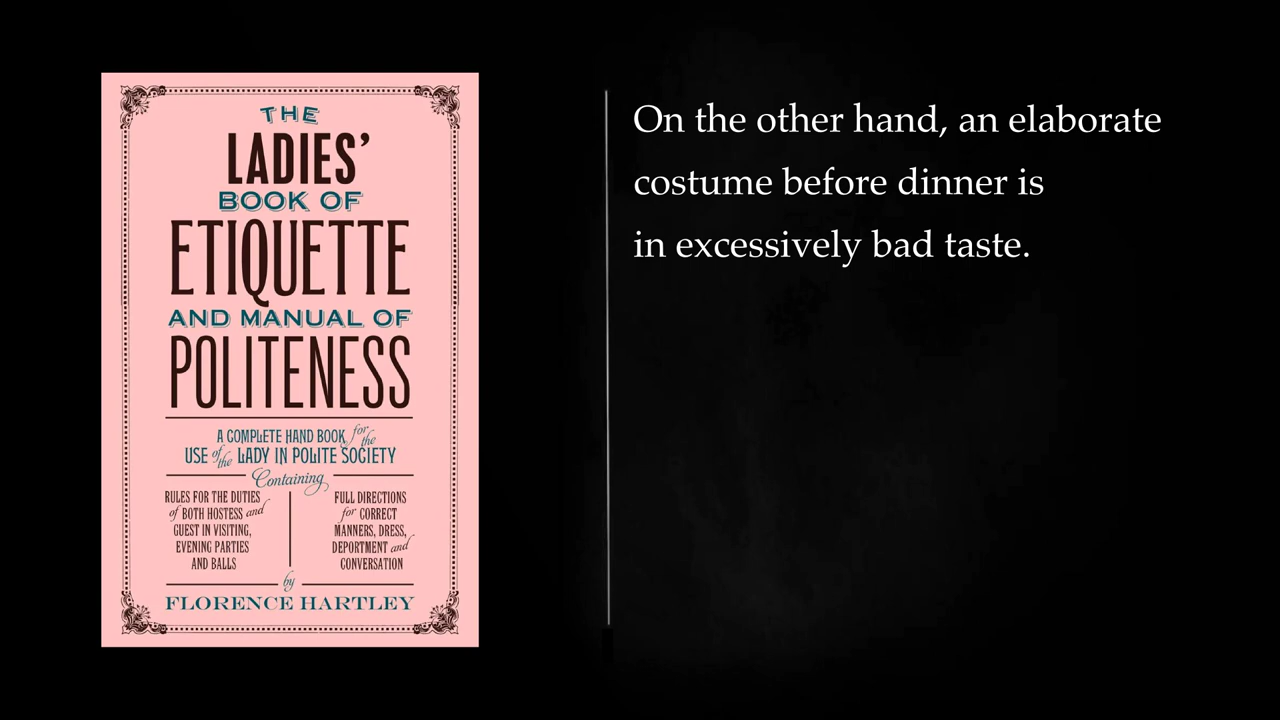 THE
LADIES'
BOOK OF
ETIQUETTE
AND MANUAL OF
POLITENESS
A COMPLETE HAND BOOK for the
USE of the LADY IN POLITE SOCIETY
Containing
RULES FOR THE DUTIES
of BOTH HOSTESS and
GUEST IN VISITING,
EVENING PARTIES
AND BALLS
FULL DIRECTIONS
for CORRECT
MANNERS, DRESS,
DEPORTMENT and
CONVERSATION
by
FLORENCE HARTLEY
On the other hand, an elaborate
costume before dinner is
in excessively bad taste.